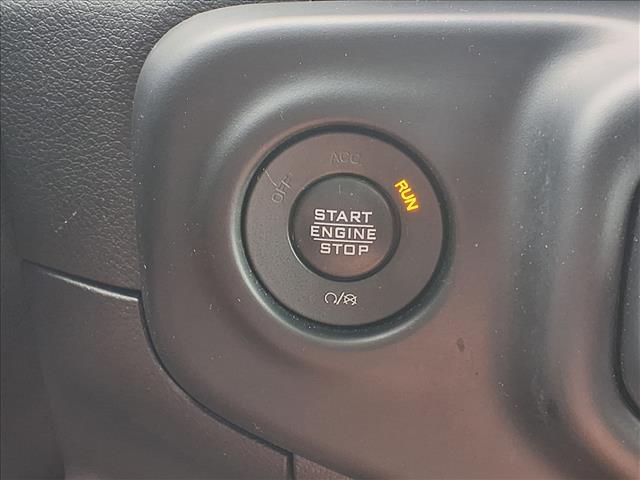 OFF ACC RUN
START
ENGINE
STOP